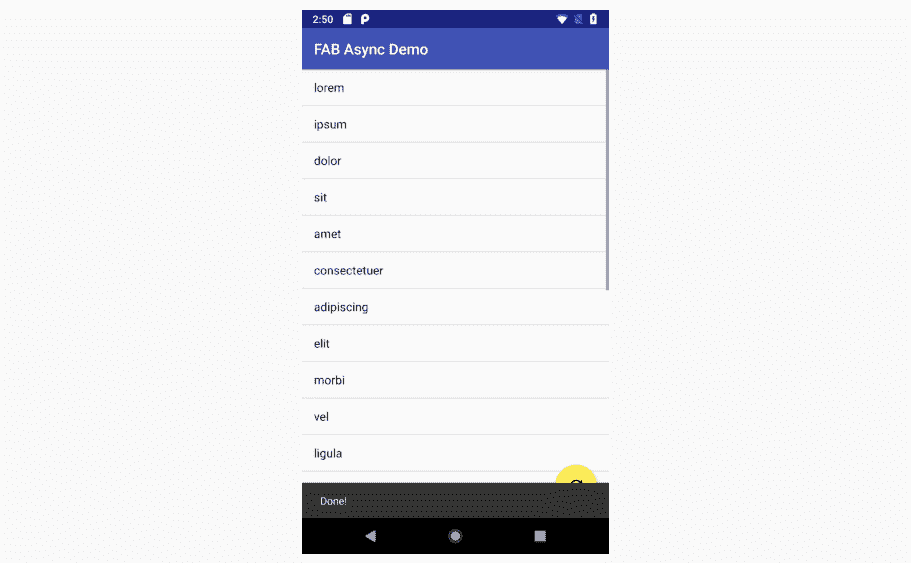 2:50
FAB Async Demo
lorem
ipsum
dolor
sit
amet
consectetuer
adipiscing
elit
morbi
vel
ligula
Done!